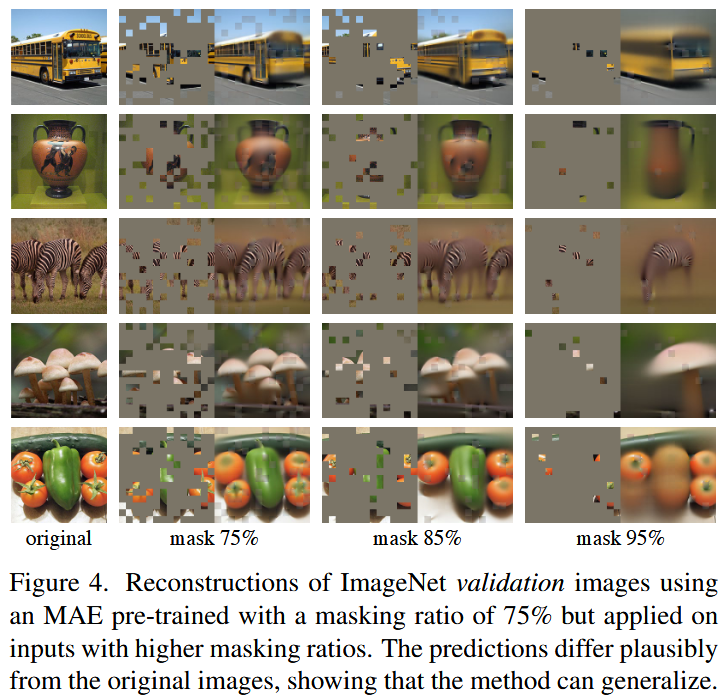 original
mask 75%
mask 85%
mask 95%
Figure 4. Reconstructions of ImageNet validation images using
an MAE pre-trained with a masking ratio of 75% but applied on
inputs with higher masking ratios. The predictions differ plausibly
from the original images, showing that the method can generalize.